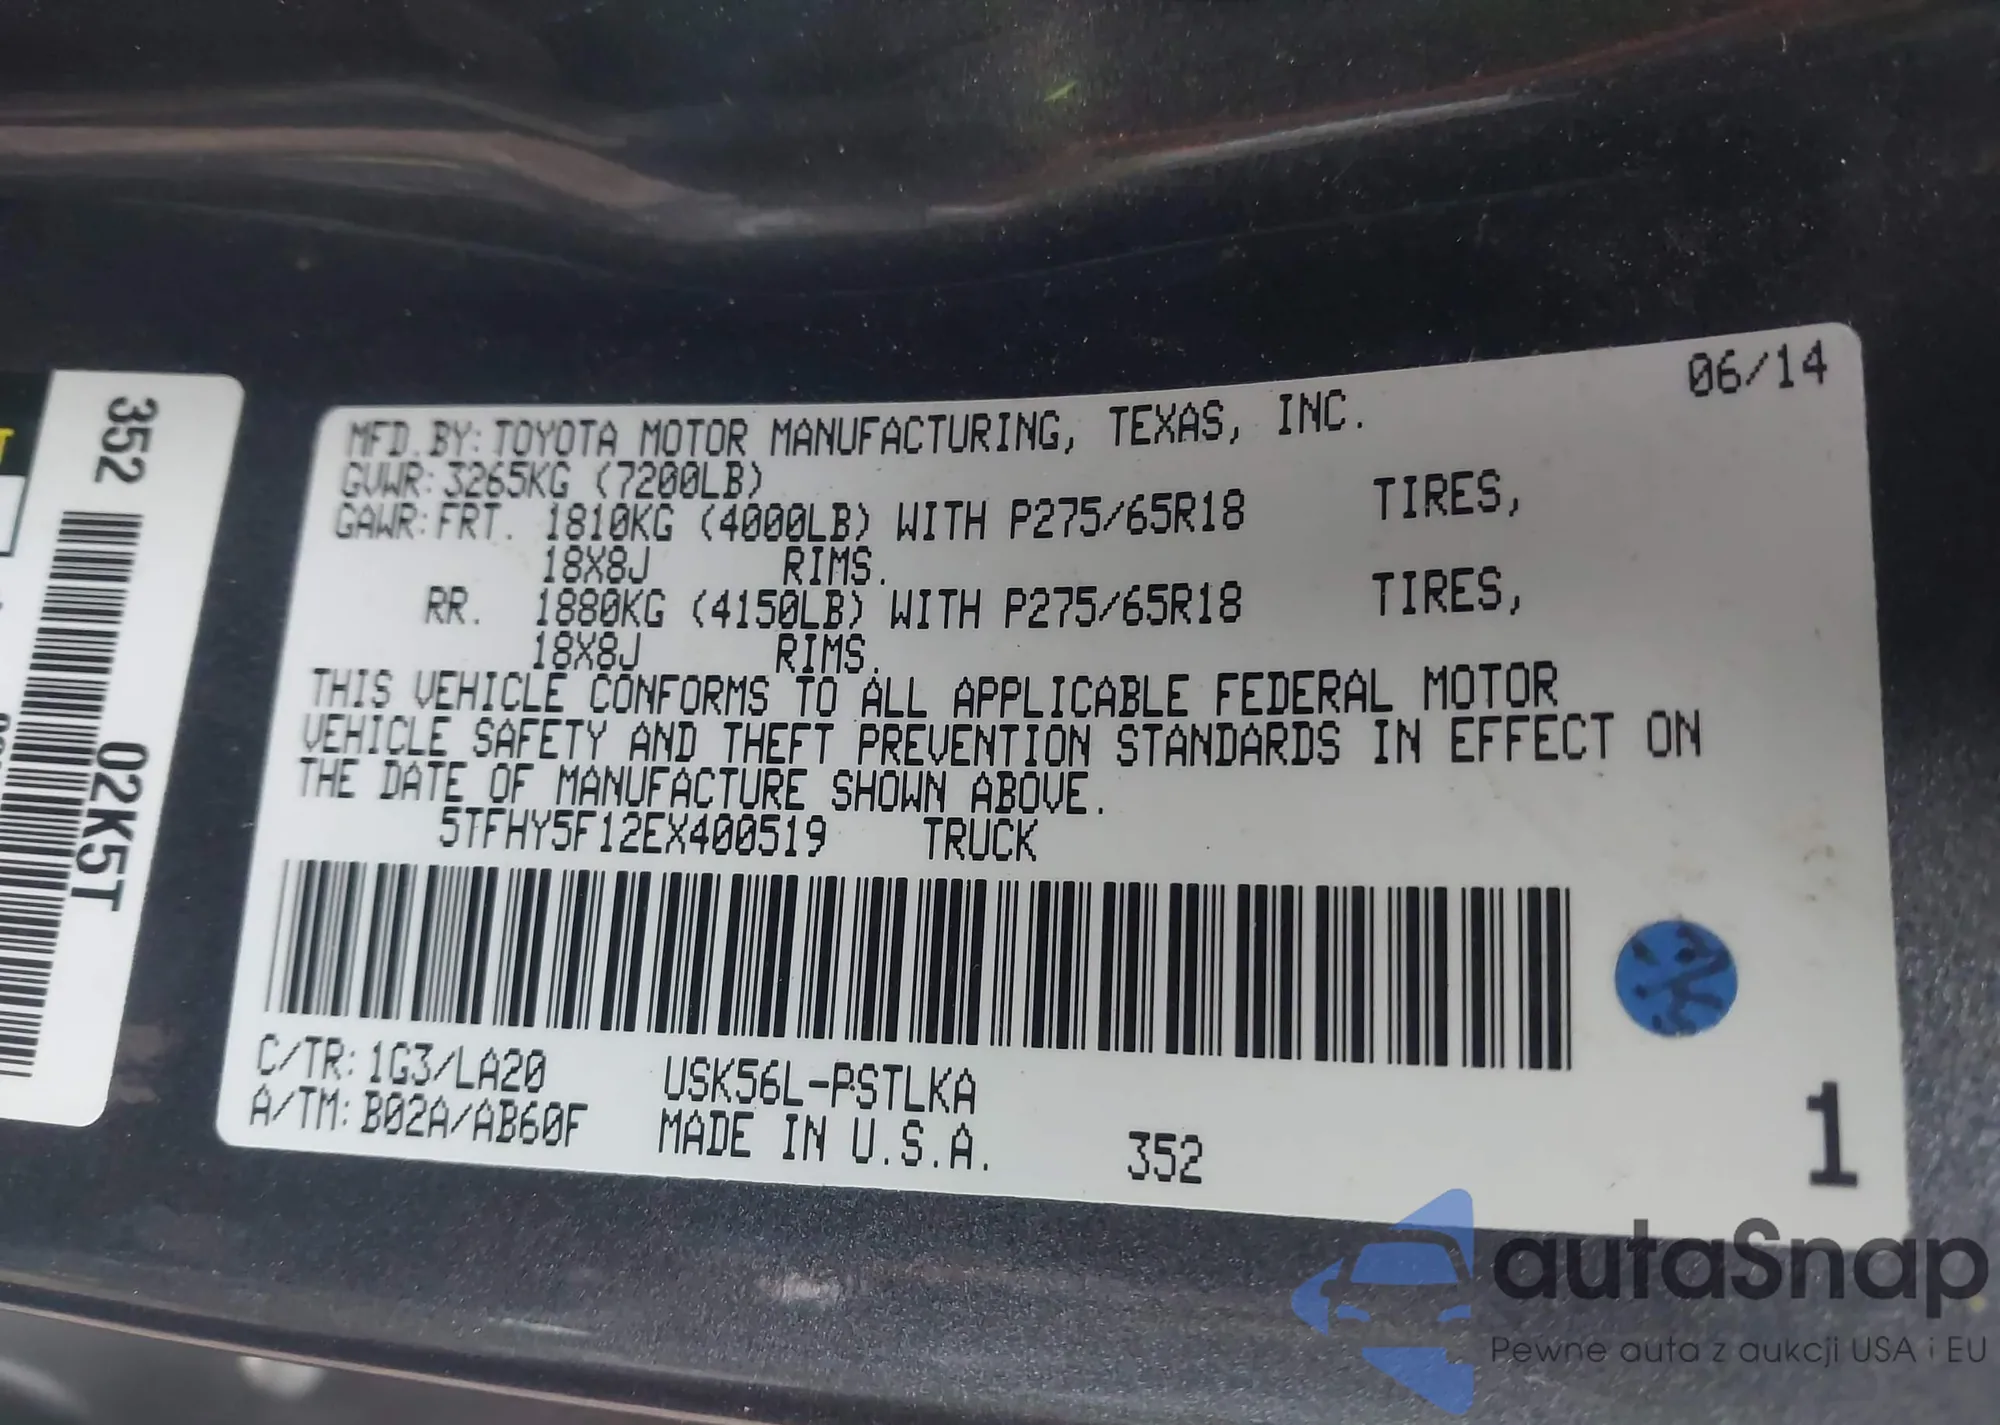 352
02K5T
06/14
MFD.BY: TOYOTA MOTOR MANUFACTURING, TEXAS, INC.
GVWR: 3265KG (7200LB)
GAWR: FRT. 1810KG (4000LB) WITH P275/65R18 TIRES,
18X8J RIMS.
RR. 1880KG (4150LB) WITH P275/65R18 TIRES,
18X8J RIMS.
THIS VEHICLE CONFORMS TO ALL APPLICABLE FEDERAL MOTOR
VEHICLE SAFETY AND THEFT PREVENTION STANDARDS IN EFFECT ON
THE DATE OF MANUFACTURE SHOWN ABOVE.
5TFHY5F12EX400519 TRUCK
C/TR: 1G3/LA20 USK56L-PSTLKA
A/TM: B02A/AB60F MADE IN U.S.A. 352
1
autaSnap
Pewne auta z aukcji USA i EU